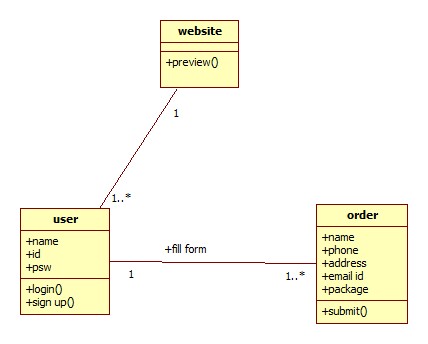 website
+preview()
1
1..*
user
+name
+id
+psw
+login()
+sign up()
+fill form
1
1..*
order
+name
+phone
+address
+email id
+package
+submit()